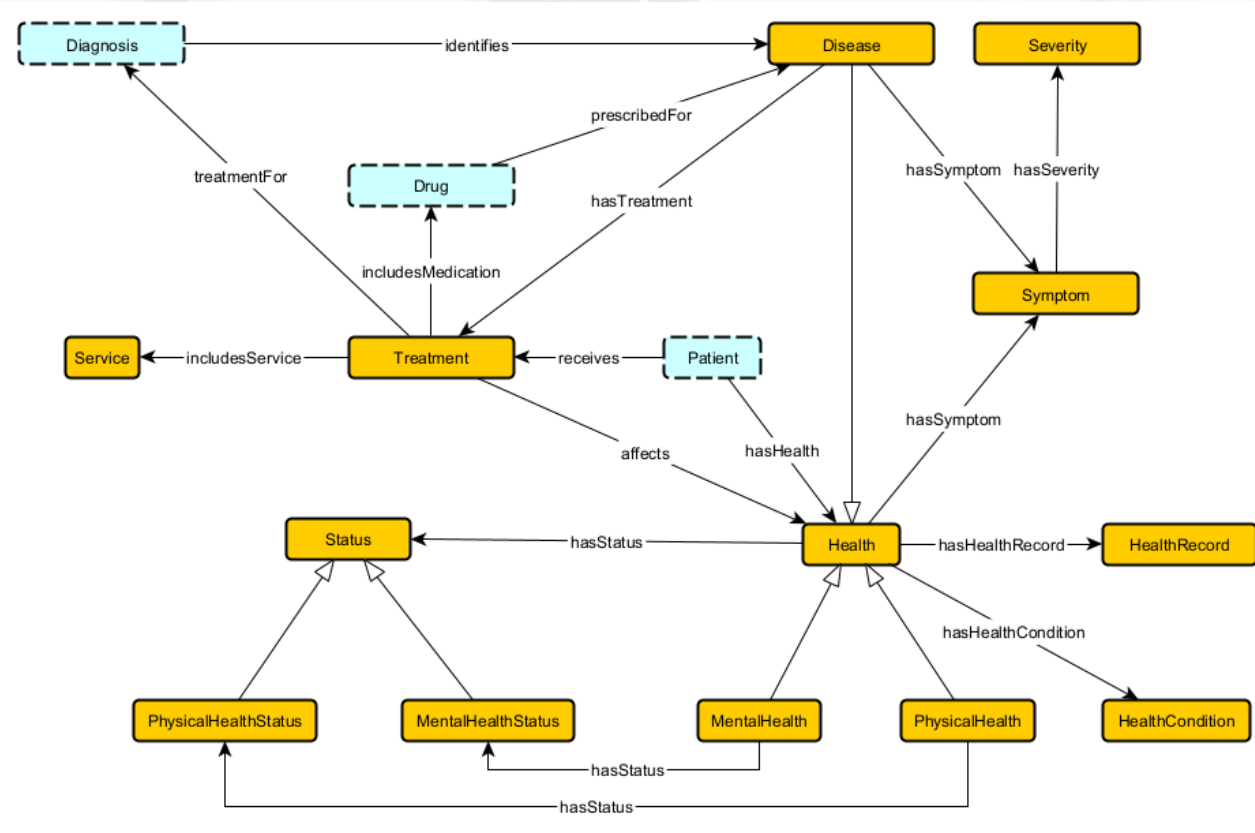 Diagnosis
identifies
Disease
Severity
prescribedFor
treatmentFor
Drug
hasTreatment
hasSymptom
hasSeverity
includesMedication
Symptom
Service
includesService
Treatment
receives
Patient
hasSymptom
affects
hasHealth
Status
hasStatus
Health
hasHealthRecord
HealthRecord
hasHealthCondition
PhysicalHealthStatus
MentalHealthStatus
MentalHealth
PhysicalHealth
HealthCondition
hasStatus
hasStatus